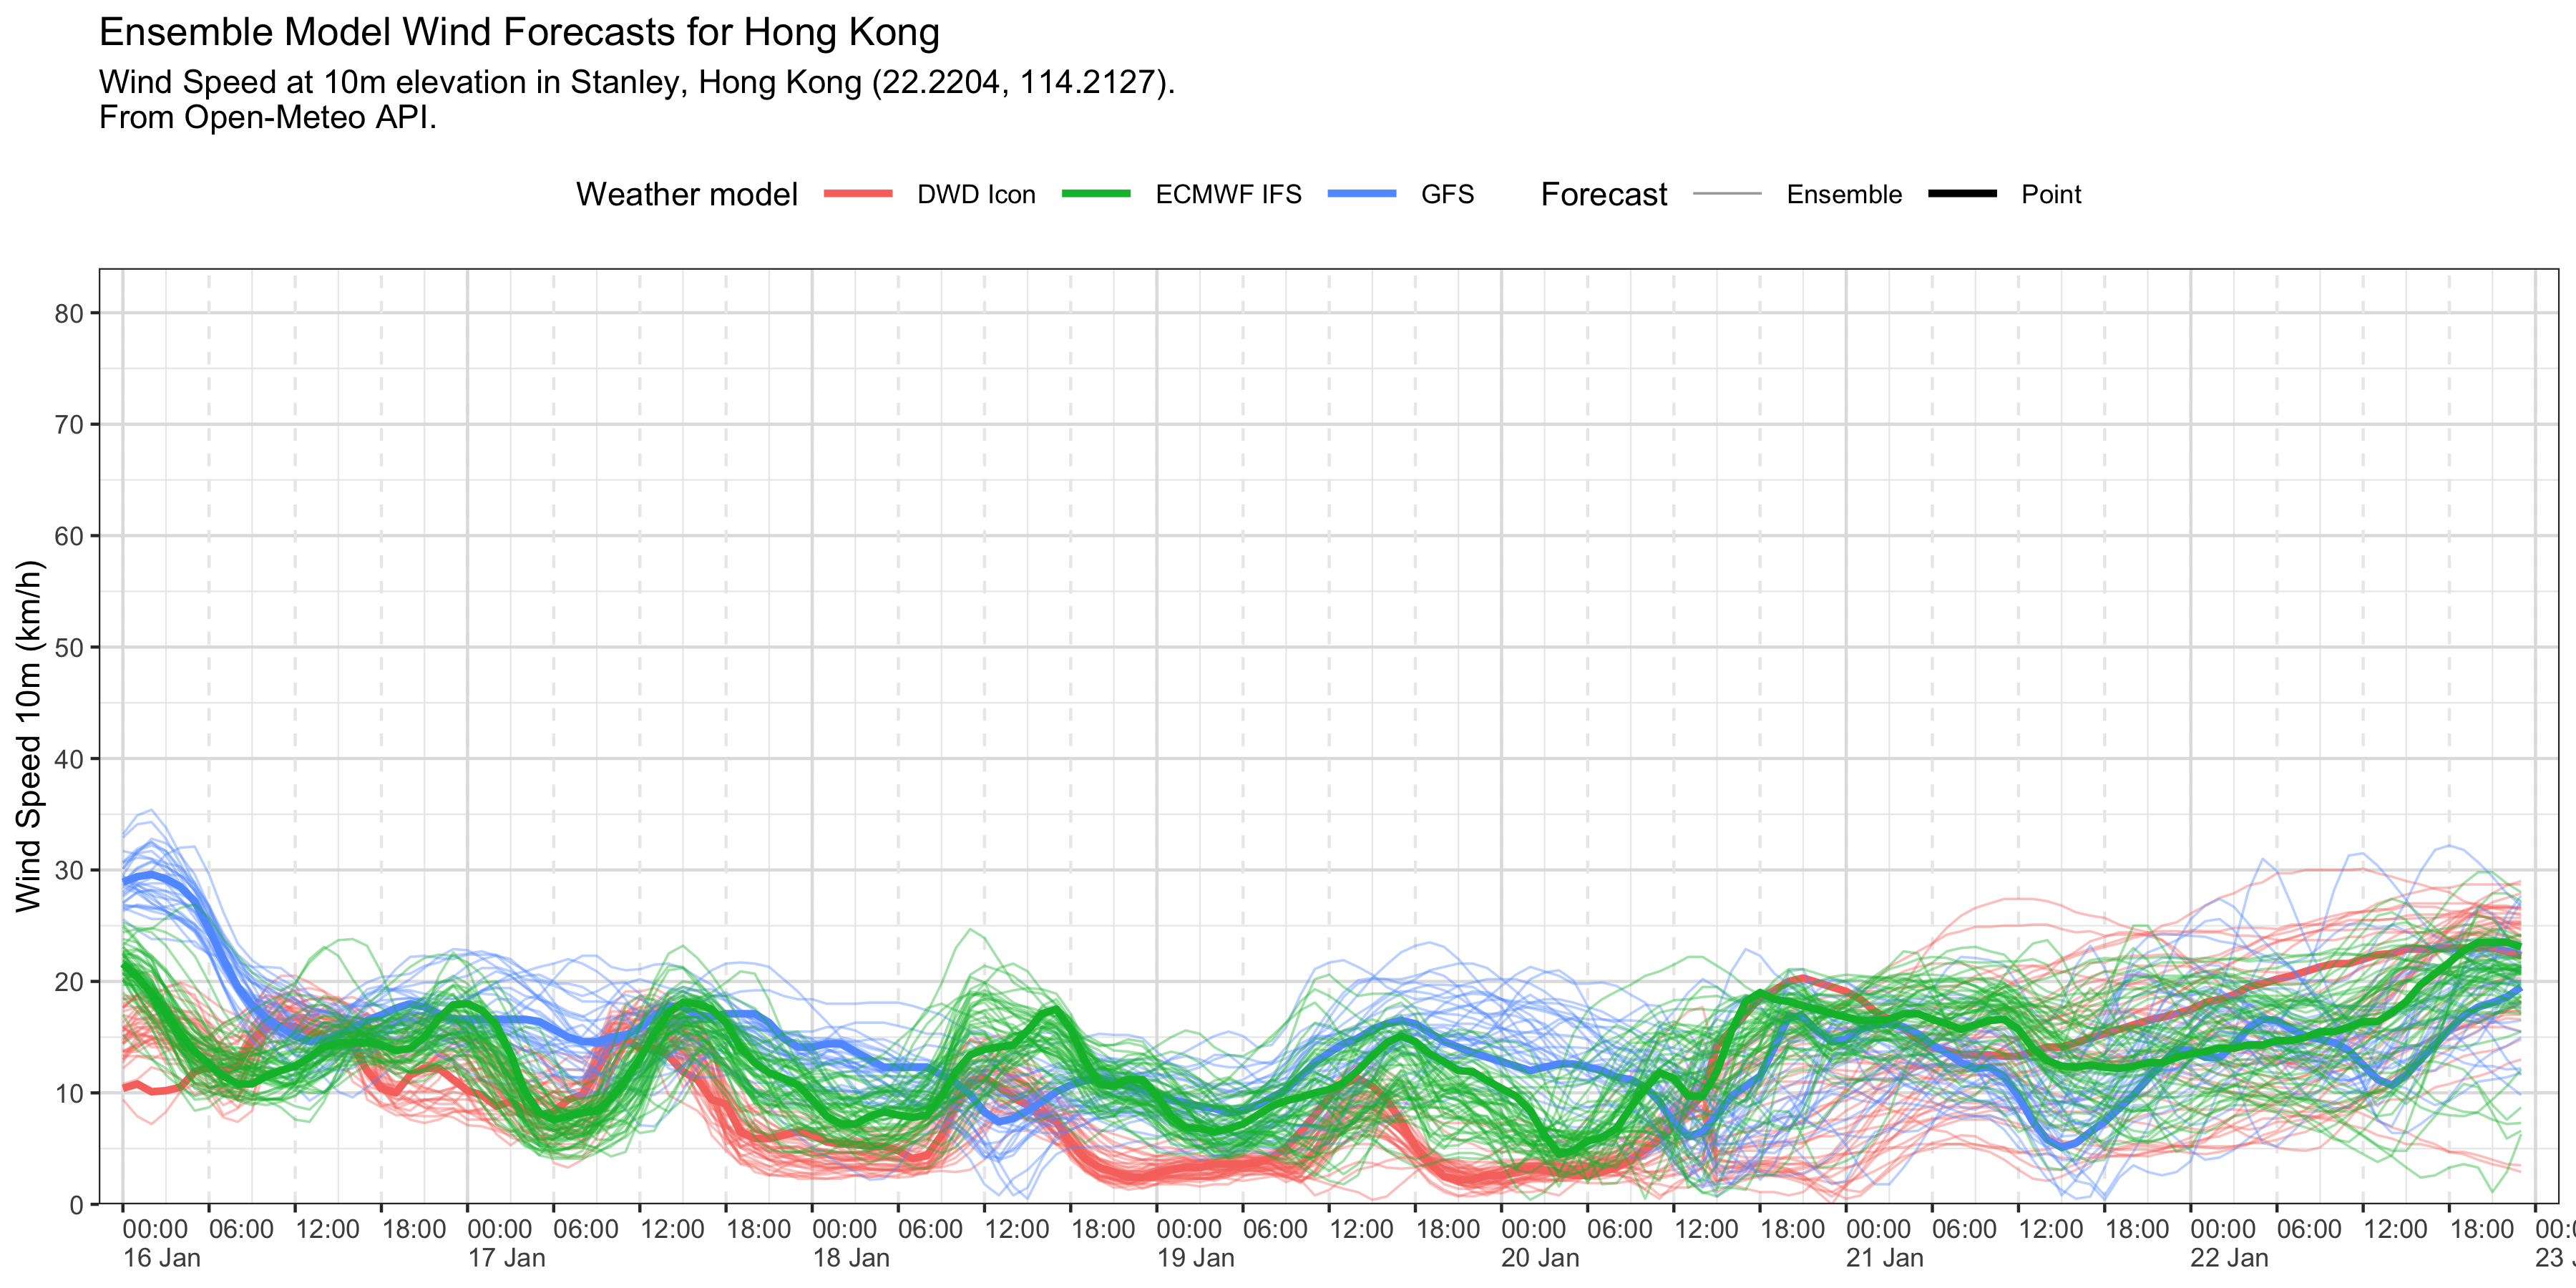 Ensemble Model Wind Forecasts for Hong Kong
Wind Speed at 10m elevation in Stanley, Hong Kong (22.2204, 114.2127).
From Open-Meteo API.
Weather model DWD Icon ECMWF IFS GFS Forecast Ensemble Point
Wind Speed 10m (km/h)
80
70
60
50
40
30
20
10
0
00:00 06:00 12:00 18:00 00:00 06:00 12:00 18:00 00:00 06:00 12:00 18:00 00:00 06:00 12:00 18:00 00:00 06:00 12:00 18:00 00:00 06:00 12:00 18:00 00:00 06:00 12:00 18:00
16 Jan 17 Jan 18 Jan 19 Jan 20 Jan 21 Jan 22 Jan 23